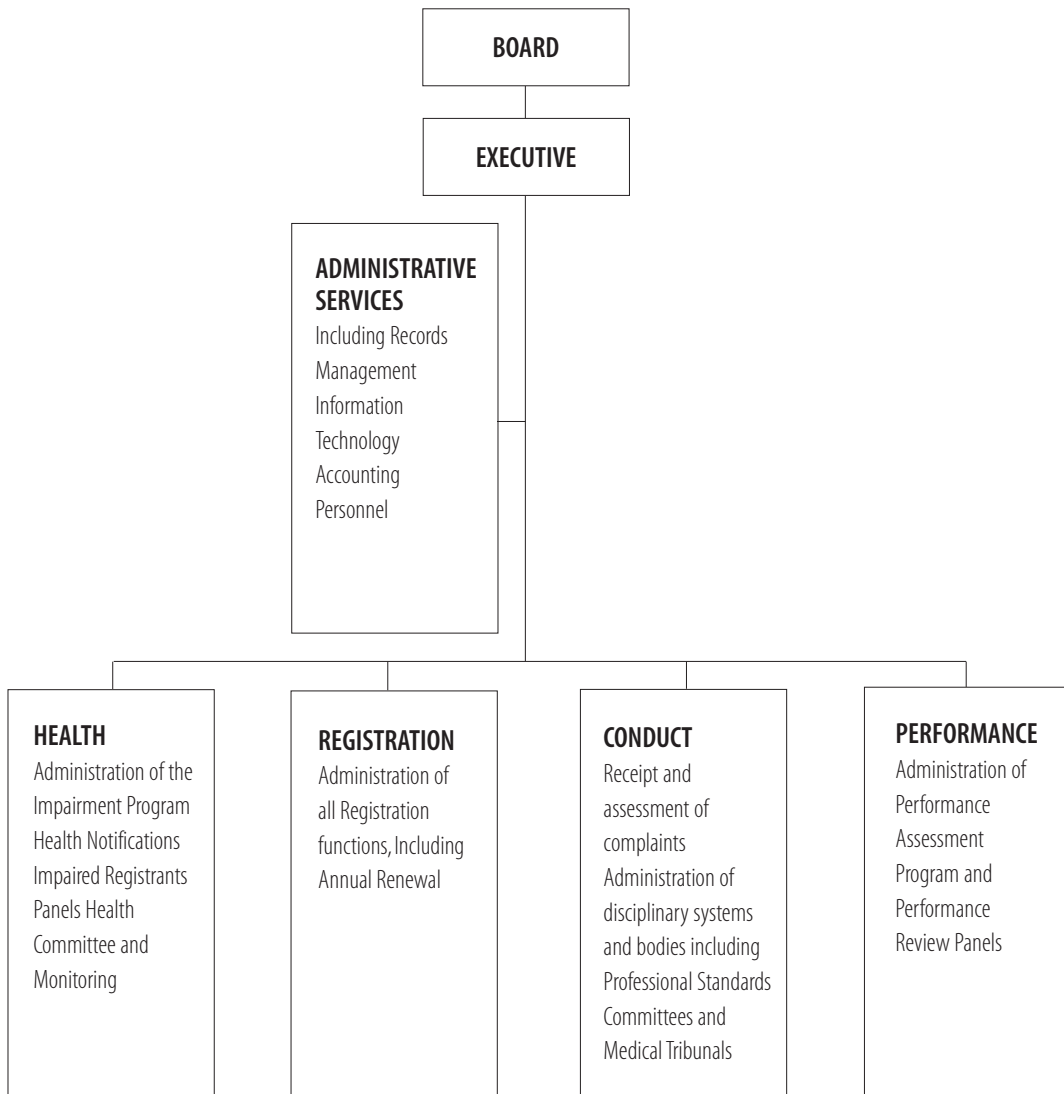 BOARD
EXECUTIVE
ADMINISTRATIVE
SERVICES
Including Records
Management
Information
Technology
Accounting
Personnel
HEALTH
Administration of the
Impairment Program
Health Notifications
Impaired Registrants
Panels Health
Committee and
Monitoring
REGISTRATION
Administration of
all Registration
functions, Including
Annual Renewal
CONDUCT
Receipt and
assessment of
complaints
Administration of
disciplinary systems
and bodies including
Professional Standards
Committees and
Medical Tribunals
PERFORMANCE
Administration of
Performance
Assessment
Program and
Performance
Review Panels